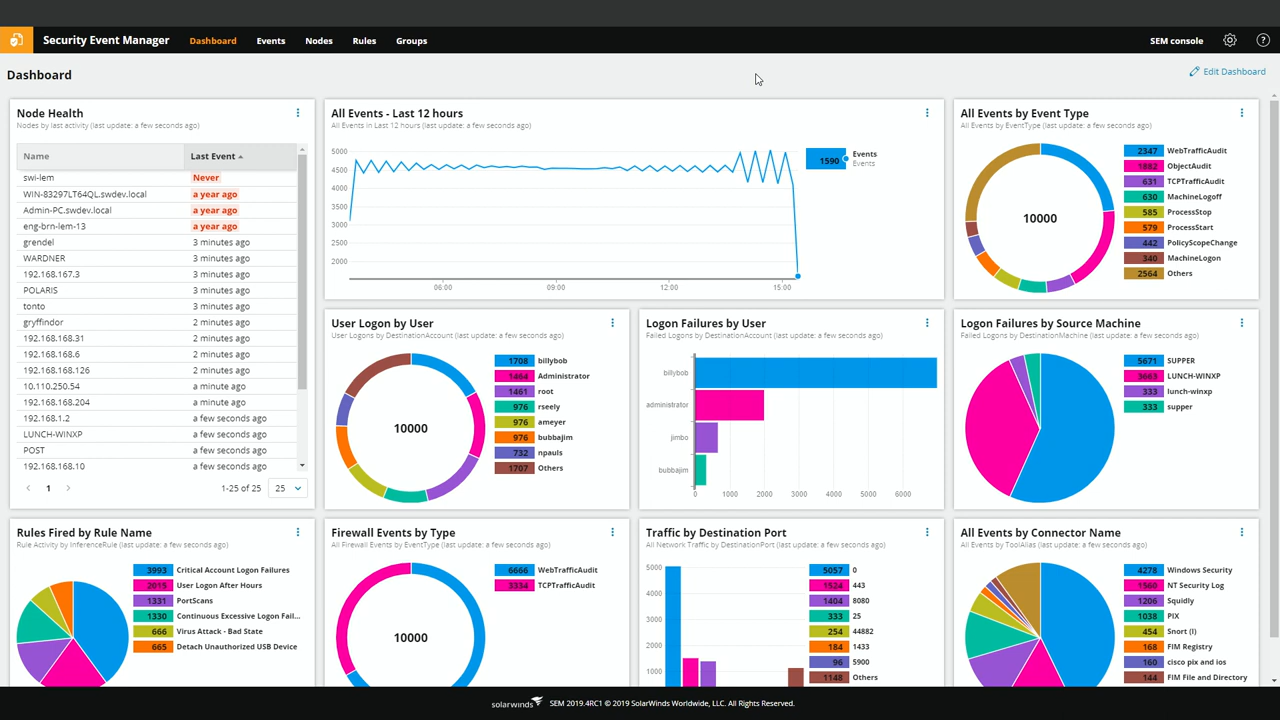 Security Event Manager
Dashboard
Events
Nodes
Rules
Groups
SEM console
Dashboard
Edit Dashboard
Node Health
Nodes by last activity (last update: a few seconds ago)
Name Last Event
swi-lem Never
WIN-83297LT64QL.swdev.local a year ago
Admin-PC.swdev.local a year ago
eng-brn-lem-13 a year ago
grendel 3 minutes ago
WARDNER 3 minutes ago
192.168.167.3 3 minutes ago
POLARIS 3 minutes ago
tonto 3 minutes ago
gryffindor 2 minutes ago
192.168.168.31 2 minutes ago
192.168.168.6 2 minutes ago
192.168.168.126 2 minutes ago
10.110.250.54 a minute ago
192.168.168.204 a minute ago
192.168.1.2 a few seconds ago
LUNCH-WINXP a few seconds ago
POST a few seconds ago
192.168.168.10 a few seconds ago
1 1-25 of 25 25
All Events - Last 12 hours
All Events in Last 12 hours (last update: a few seconds ago)
5000
4500
4000
3500
3000
2500
2000
06:00 09:00 12:00 15:00
1590 Events
Events
All Events by Event Type
All Events by EventType (last update: a few seconds ago)
10000
2347 WebTrafficAudit
1882 ObjectAudit
631 TCPTrafficAudit
630 MachineLogoff
585 ProcessStop
579 ProcessStart
442 PolicyScopeChange
340 MachineLogon
2564 Others
User Logon by User
User Logons by DestinationAccount (last update: a few seconds ago)
10000
1708 billybob
1464 Administrator
1461 root
976 rseely
976 ameyer
976 bubbajim
732 npauls
1707 Others
Logon Failures by User
Failed Logons by DestinationAccount (last update: a few seconds ago)
billybob
administrator
jimbo
bubbajim
0 1000 2000 3000 4000 5000 6000
Logon Failures by Source Machine
Failed Logons by DestinationMachine (last update: a few seconds ago)
5671 SUPPER
3663 LUNCH-WINXP
333 lunch-winxp
333 supper
Rules Fired by Rule Name
Rule Activity by InferenceRule (last update: a few seconds ago)
3993 Critical Account Logon Failures
2015 User Logon After Hours
1331 PortScans
1330 Continuous Excessive Logon Fail...
666 Virus Attack - Bad State
665 Detach Unauthorized USB Device
Firewall Events by Type
All Firewall Events by EventType (last update: a few seconds ago)
10000
6666 WebTrafficAudit
3334 TCPTrafficAudit
Traffic by Destination Port
All Network Traffic by DestinationPort (last update: a few seconds ago)
5000
4000
3000
2000
1000
5057 0
1524 443
1404 8080
333 25
254 44882
184 1433
96 5900
1148 Others
All Events by Connector Name
All Events by ToolAlias (last update: a few seconds ago)
4278 Windows Security
1560 NT Security Log
1206 Squidly
1038 PIX
454 Snort (I)
168 FIM Registry
160 cisco pix and ios
144 FIM File and Directory
solarwinds SEM 2019.4RC1 © 2019 SolarWinds Worldwide, LLC. All Rights Reserved.